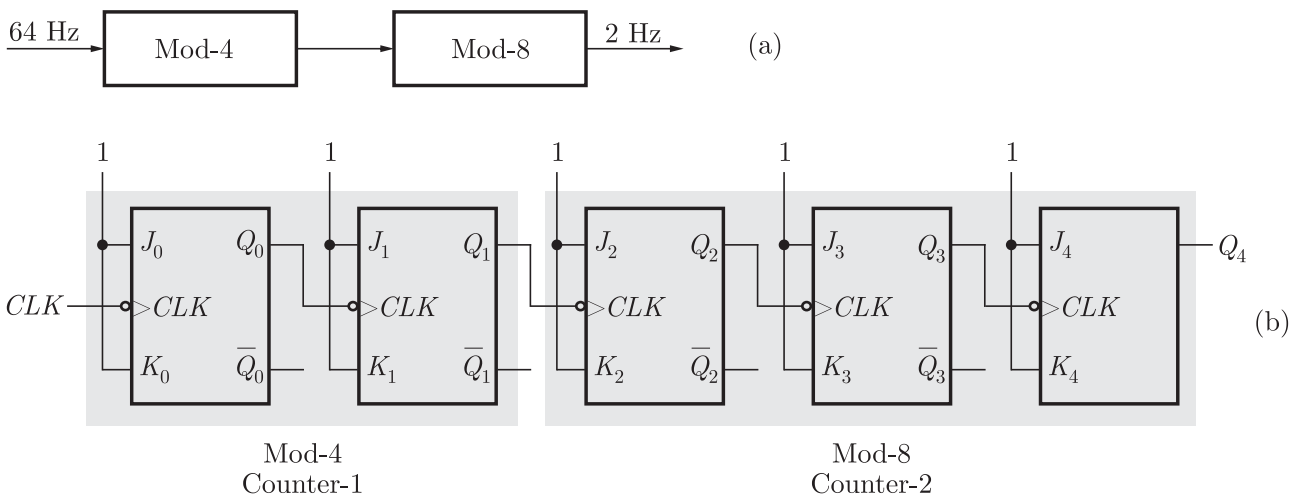 64 Hz Mod-4 Mod-8 2 Hz (a)
1 1 1 1 1
J₀ Q₀ J₁ Q₁ J₂ Q₂ J₃ Q₃ J₄ Q₄
CLK CLK CLK CLK CLK CLK (b)
K₀ Q̅₀ K₁ Q̅₁ K₂ Q̅₂ K₃ Q̅₃ K₄
Mod-4 Mod-8
Counter-1 Counter-2